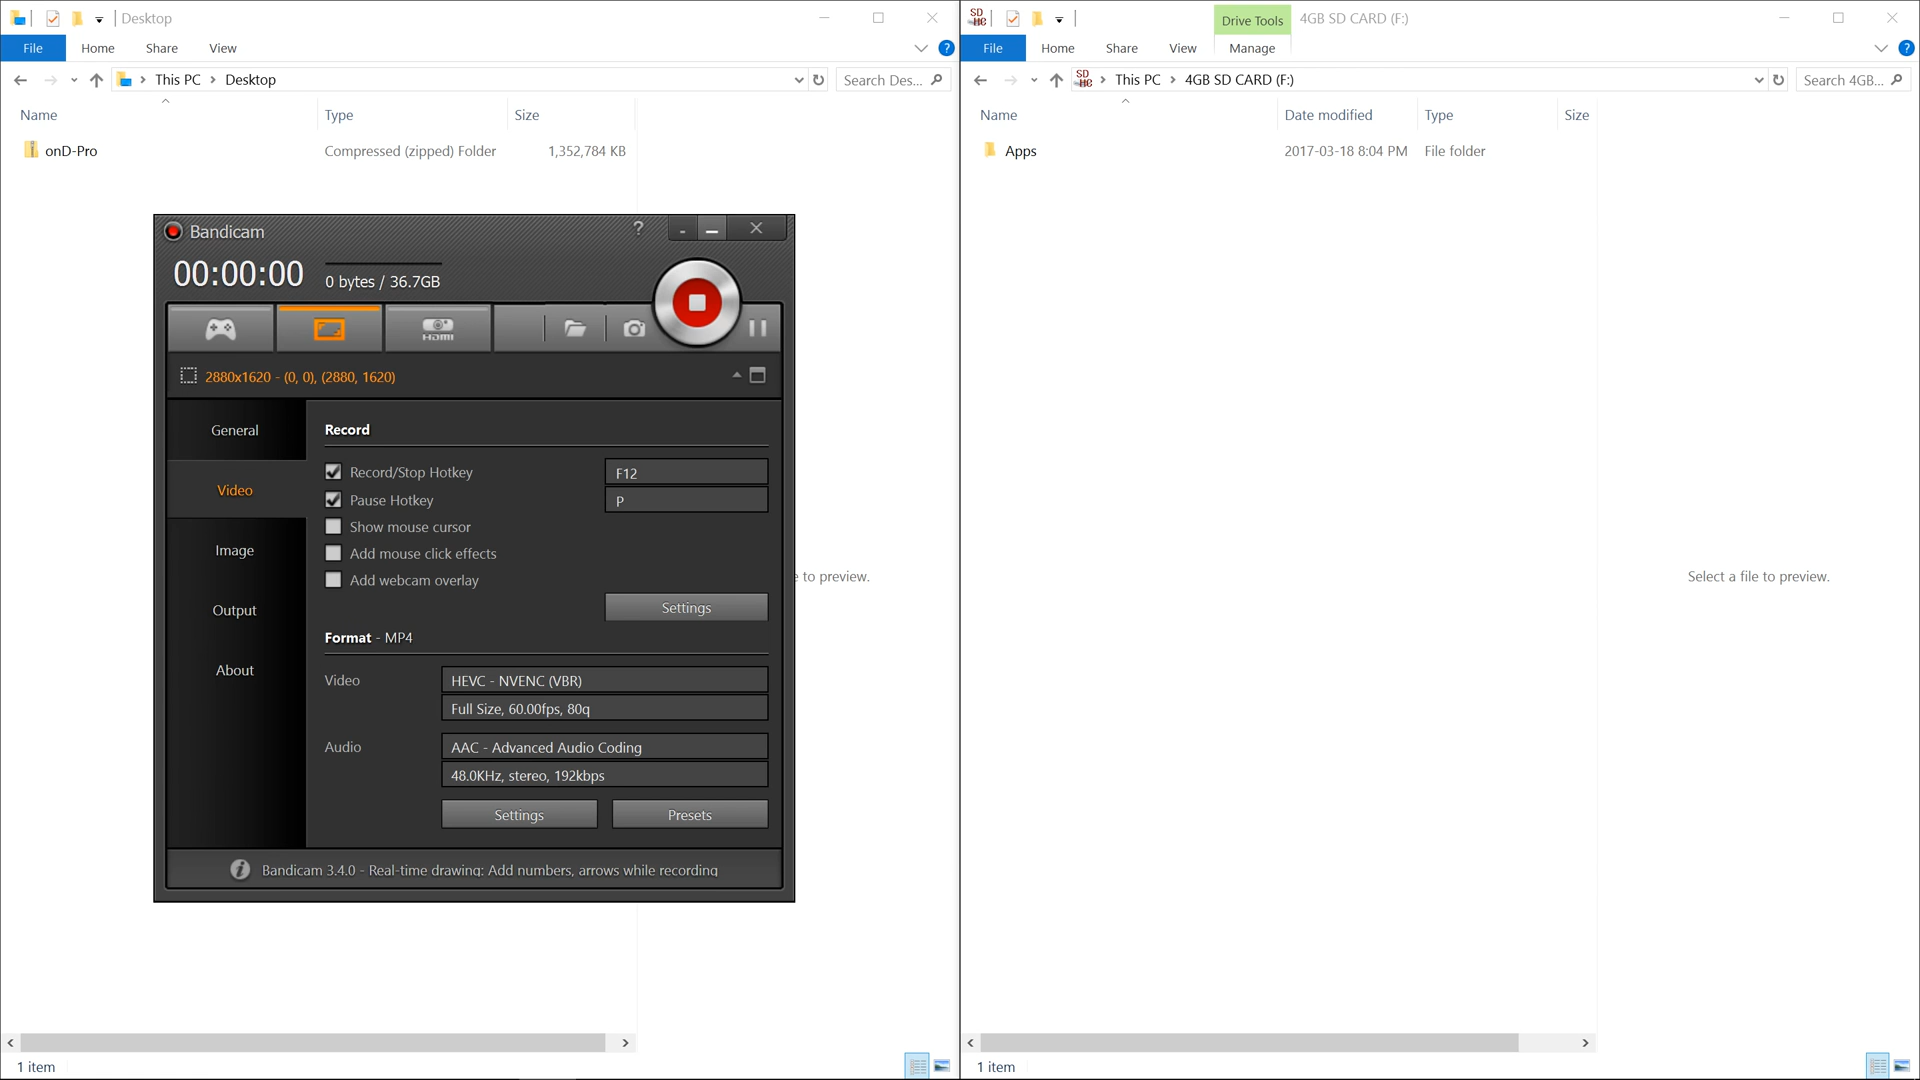 Desktop
File Home Share View
This PC > Desktop
Search Des...
Name Type Size
onD-Pro Compressed (zipped) Folder 1,352,784 KB
Bandicam
?
00:00:00
0 bytes / 36.7GB
HDMI
2880x1620 - (0, 0), (2880, 1620)
General
Video
Image
Output
About
Record
Record/Stop Hotkey F12
Pause Hotkey P
Show mouse cursor
Add mouse click effects
Add webcam overlay
Settings
Format - MP4
Video HEVC - NVENC (VBR)
Full Size, 60.00fps, 80q
Audio AAC - Advanced Audio Coding
48.0KHz, stereo, 192kbps
Settings Presets
Bandicam 3.4.0 - Real-time drawing: Add numbers, arrows while recording
e to preview.
1 item
SD HC
Drive Tools 4GB SD CARD (F:)
File Home Share View Manage
SD HC > This PC > 4GB SD CARD (F:)
Search 4GB...
Name Date modified Type Size
Apps 2017-03-18 8:04 PM File folder
Select a file to preview.
1 item